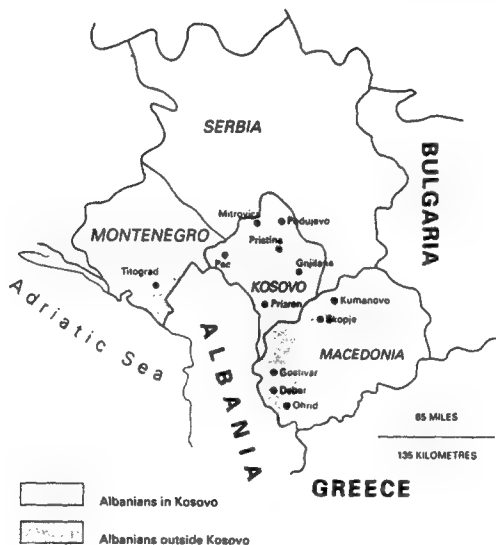 SERBIA
BULGARIA
Mitrovica
Podujevo
MONTENEGRO
Pristina
Pec
Gnjilane
Titograd
KOSOVO
Prizren
Kumanovo
Skopje
Adriatic Sea
ALBANIA
MACEDONIA
Gostivar
Debar
Ohrid
85 MILES
135 KILOMETRES
GREECE
Albanians in Kosovo
Albanians outside Kosovo